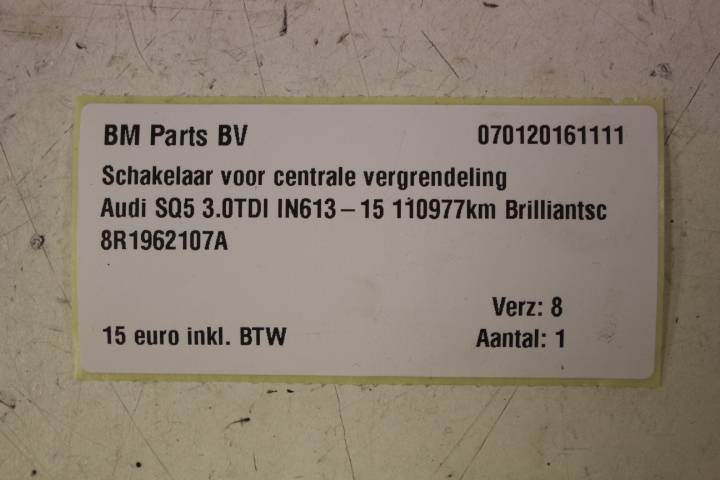 BM Parts BV 070120161111
Schakelaar voor centrale vergrendeling
Audi SQ5 3.0TDI IN613 – 15 110977km Brilliantsc
8R1962107A
Verz: 8
15 euro inkl. BTW Aantal: 1